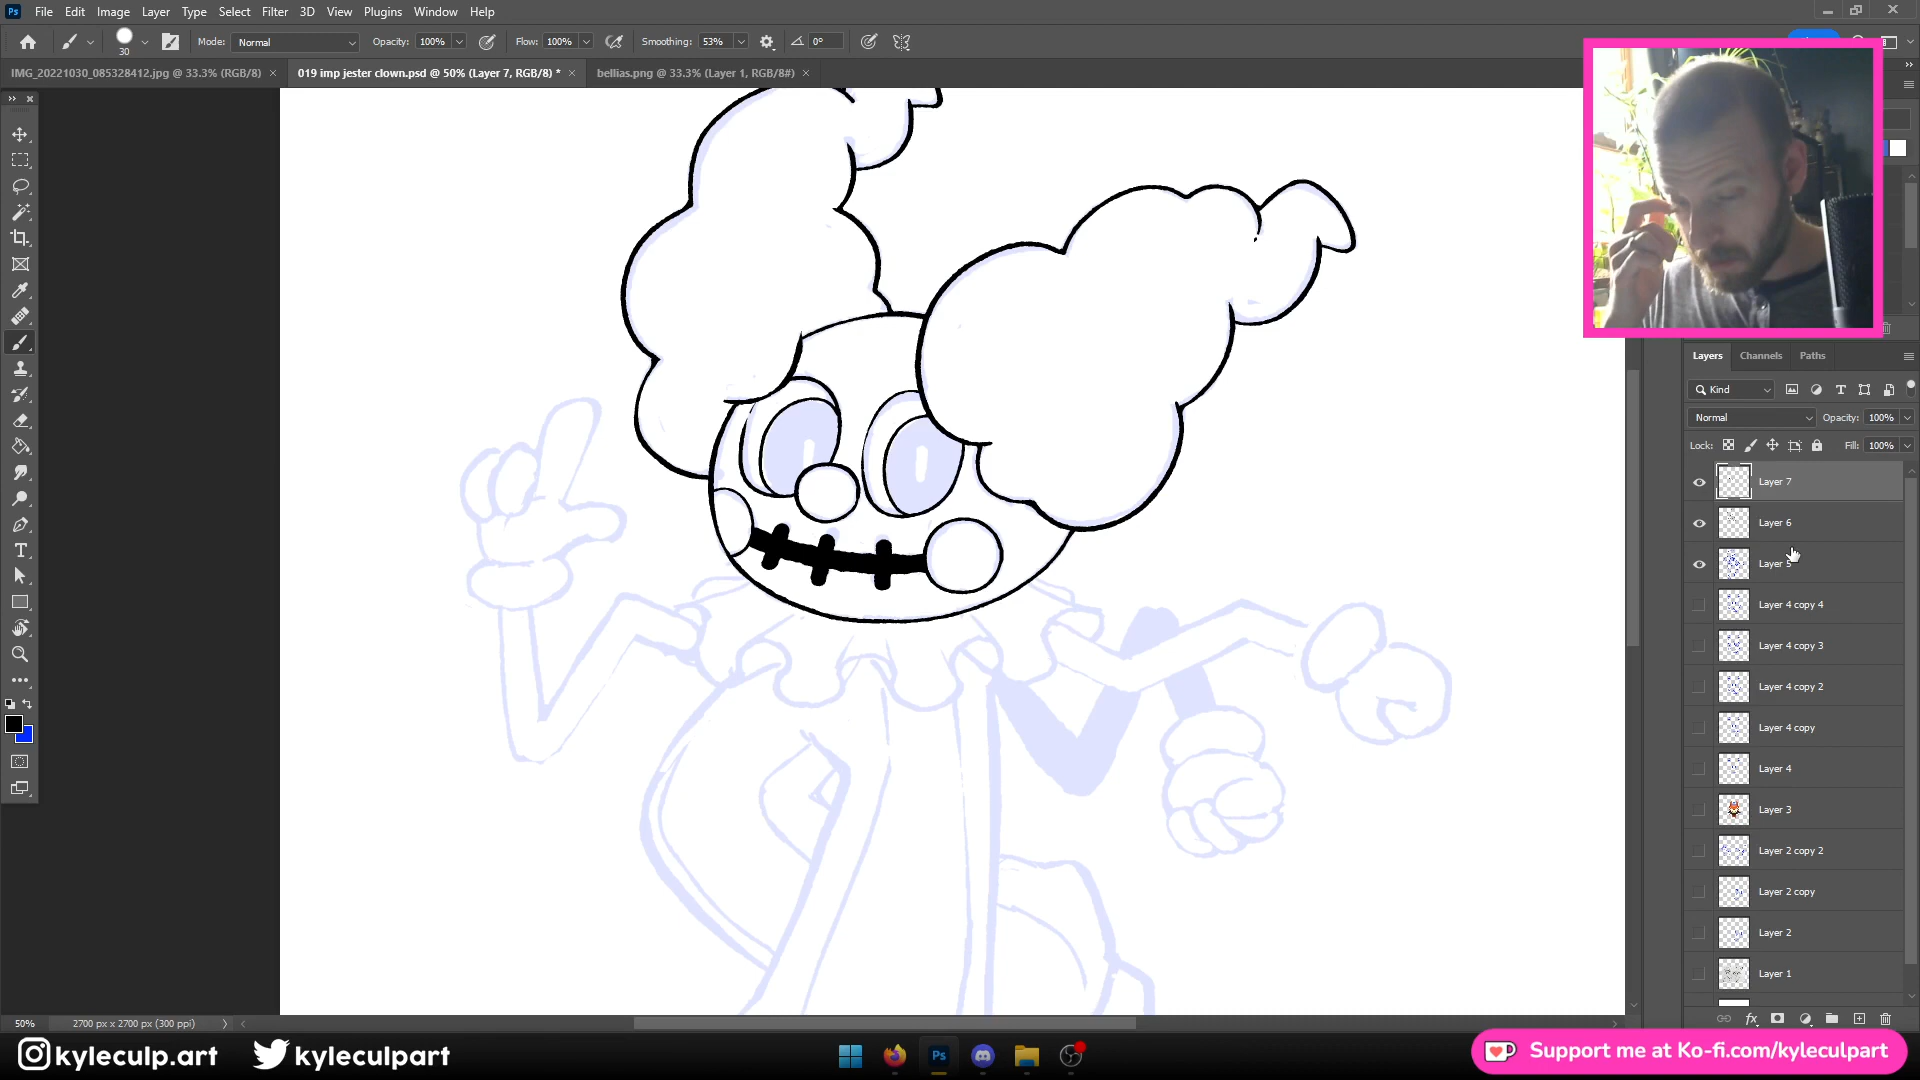 Ps File Edit Image Layer Type Select Filter 3D View Plugins Window Help
30 Mode: Normal Opacity: 100% Flow: 100% Smoothing: 53% 0°
IMG_20221030_085328412.jpg @ 33.3% (RGB/8) × 019 imp jester clown.psd @ 50% (Layer 7, RGB/8) * × bellias.png @ 33.3% (Layer 1, RGB/8#) ×
Layers Channels Paths
Kind
Normal Opacity: 100%
Lock: Fill: 100%
Layer 7
Layer 6
Layer 5
Layer 4 copy 4
Layer 4 copy 3
Layer 4 copy 2
Layer 4 copy
Layer 4
Layer 3
Layer 2 copy 2
Layer 2 copy
Layer 2
Layer 1
50% 2700 px x 2700 px (300 ppi)
fx
kyleculp.art kyleculpart Ps Support me at Ko-fi.com/kyleculpart